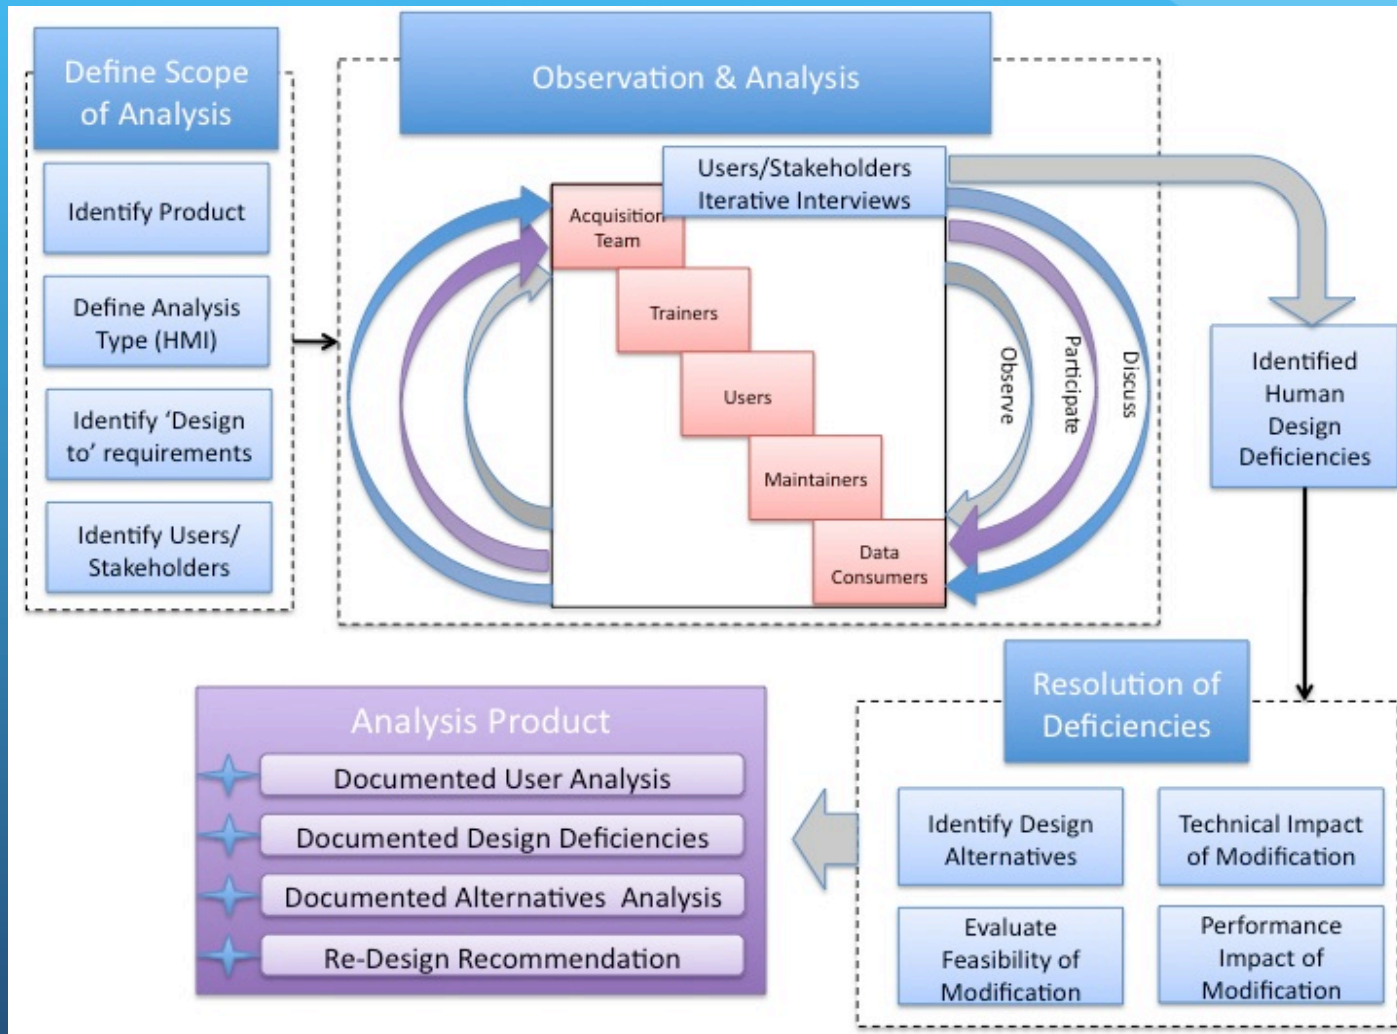 Define Scope
of Analysis
Identify Product
Define Analysis
Type (HMI)
Identify ‘Design
to’ requirements
Identify Users/
Stakeholders
Observation & Analysis
Users/Stakeholders
Iterative Interviews
Acquisition
Team
Trainers
Users
Maintainers
Data
Consumers
Observe
Participate
Discuss
Identified
Human
Design
Deficiencies
Resolution of
Deficiencies
Identify Design
Alternatives
Technical Impact
of Modification
Evaluate
Feasibility of
Modification
Performance
Impact of
Modification
Analysis Product
Documented User Analysis
Documented Design Deficiencies
Documented Alternatives Analysis
Re-Design Recommendation